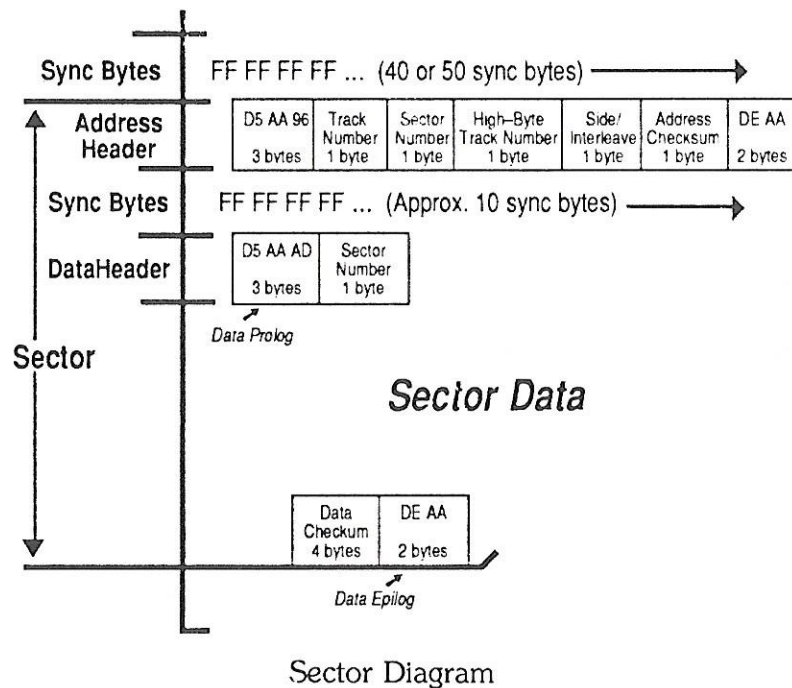 Sync Bytes FF FF FF FF ... (40 or 50 sync bytes)
Address Header
D5 AA 96 3 bytes
Track Number 1 byte
Sector Number 1 byte
High–Byte Track Number 1 byte
Side/ Interleave 1 byte
Address Checksum 1 byte
DE AA 2 bytes
Sync Bytes FF FF FF FF ... (Approx. 10 sync bytes)
DataHeader
D5 AA AD 3 bytes
Sector Number 1 byte
Data Prolog
Sector
Sector Data
Data Checkum 4 bytes
DE AA 2 bytes
Data Epilog
Sector Diagram